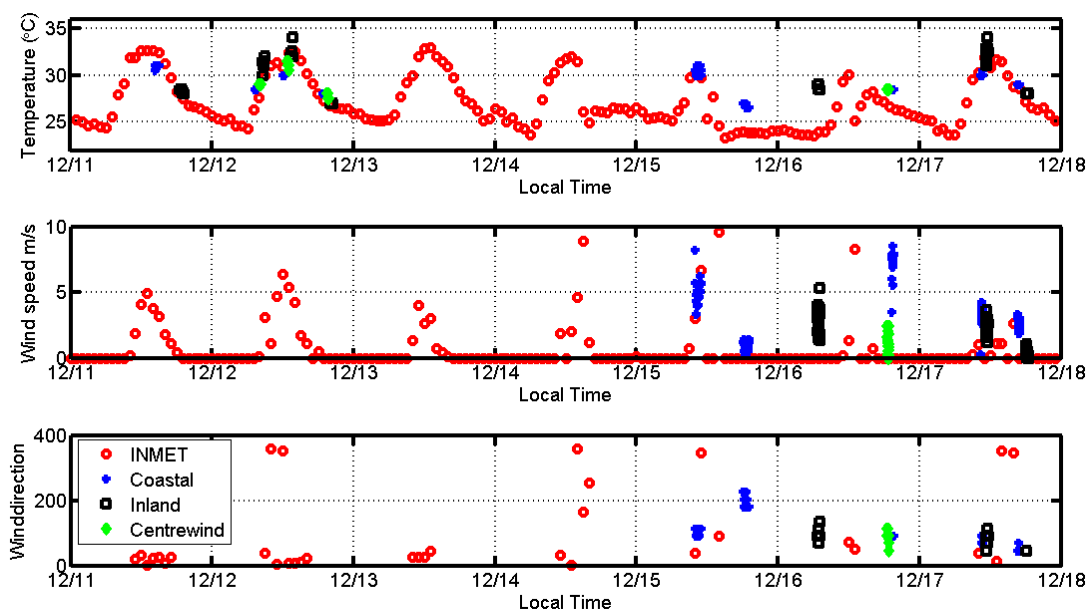 35
30
25
Temperature (°C)
12/11 12/12 12/13 12/14 12/15 12/16 12/17 12/18
Local Time
10
5
0
Wind speed m/s
12/11 12/12 12/13 12/14 12/15 12/16 12/17 12/18
Local Time
400
200
0
Winddirection
INMET
Coastal
Inland
Centrewind
12/11 12/12 12/13 12/14 12/15 12/16 12/17 12/18
Local Time